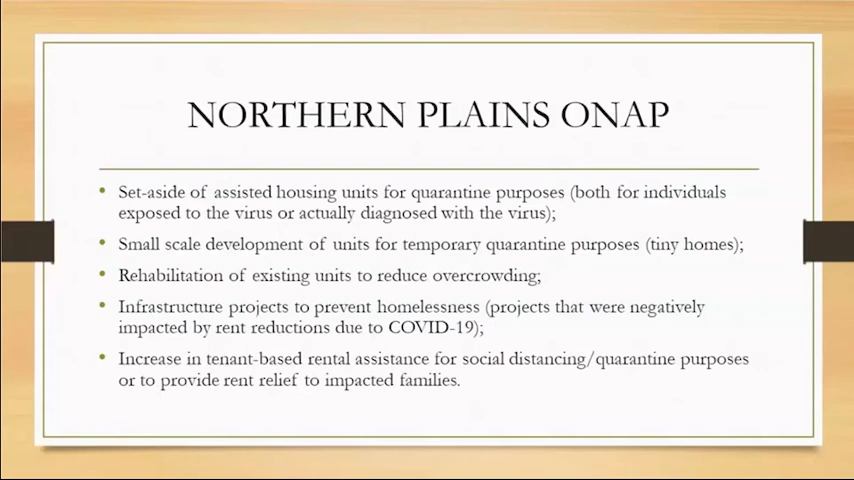 NORTHERN PLAINS ONAP
• Set-aside of assisted housing units for quarantine purposes (both for individuals
exposed to the virus or actually diagnosed with the virus);
• Small scale development of units for temporary quarantine purposes (tiny homes);
• Rehabilitation of existing units to reduce overcrowding;
• Infrastructure projects to prevent homelessness (projects that were negatively
impacted by rent reductions due to COVID-19);
• Increase in tenant-based rental assistance for social distancing/quarantine purposes
or to provide rent relief to impacted families.